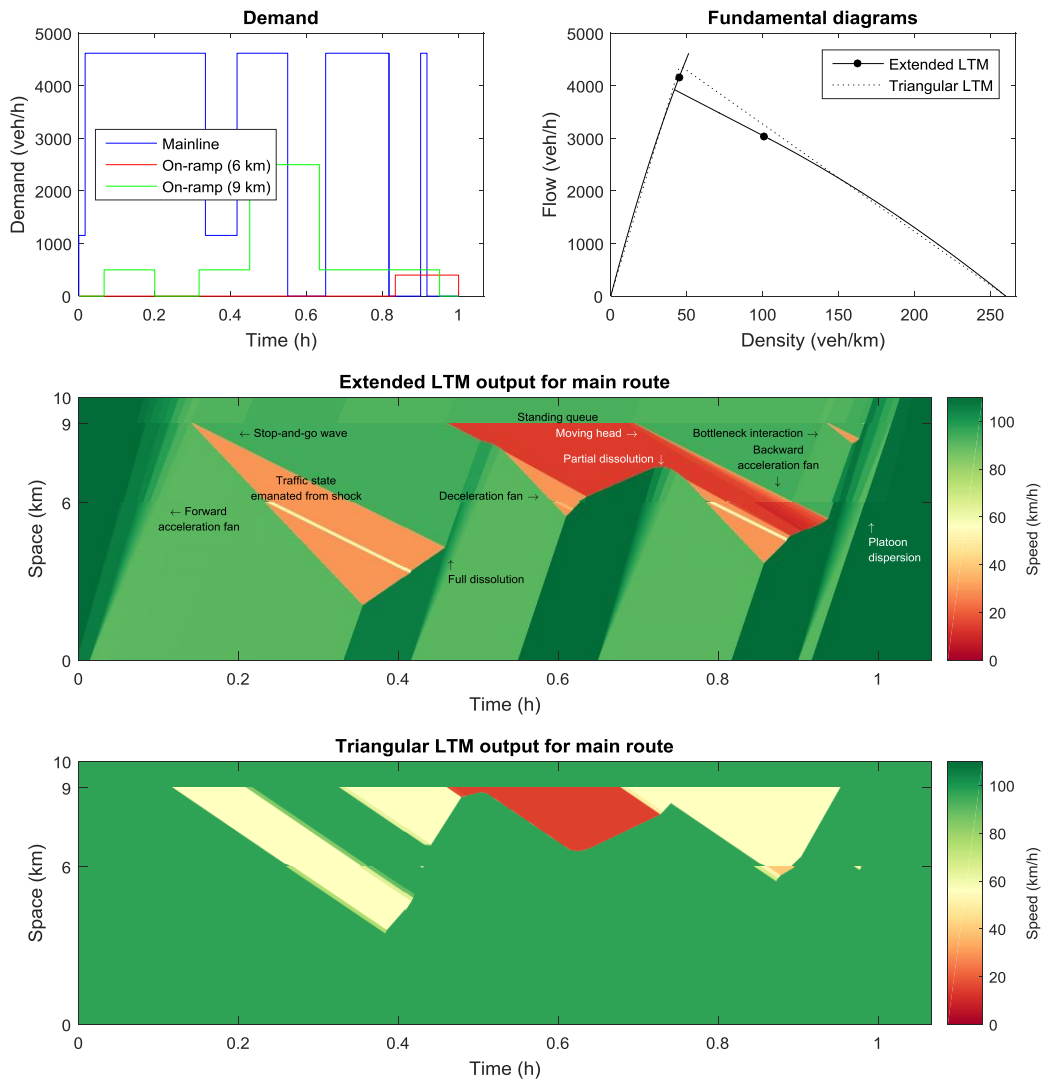 Demand
5000
4000
3000
2000
1000
0
Demand (veh/h)
Mainline
On-ramp (6 km)
On-ramp (9 km)
0 0.2 0.4 0.6 0.8 1
Time (h)
Fundamental diagrams
5000
4000
3000
2000
1000
0
Flow (veh/h)
Extended LTM
Triangular LTM
0 50 100 150 200 250
Density (veh/km)
Extended LTM output for main route
10
9
6
0
Space (km)
Standing queue
← Stop-and-go wave
Moving head →
Bottleneck interaction →
Partial dissolution ↓
Backward
acceleration fan
↓
Traffic state
emanated from shock
Deceleration fan →
← Forward
acceleration fan
↑
Platoon
dispersion
↑
Full dissolution
0 0.2 0.4 0.6 0.8 1
Time (h)
100
80
60
40
20
0
Speed (km/h)
Triangular LTM output for main route
10
9
6
0
Space (km)
0 0.2 0.4 0.6 0.8 1
Time (h)
100
80
60
40
20
0
Speed (km/h)